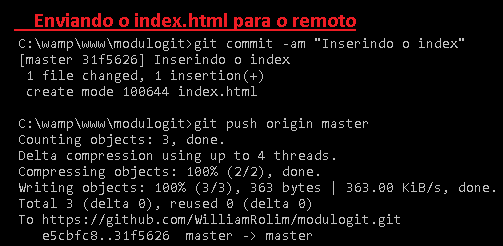 Enviando o index.html para o remoto
C:\wamp\www\modulogit>git commit -am "Inserindo o index"
[master 31f5626] Inserindo o index
1 file changed, 1 insertion(+)
create mode 100644 index.html
C:\wamp\www\modulogit>git push origin master
Counting objects: 3, done.
Delta compression using up to 4 threads.
Compressing objects: 100% (2/2), done.
Writing objects: 100% (3/3), 363 bytes | 363.00 KiB/s, done.
Total 3 (delta 0), reused 0 (delta 0)
To https://github.com/WilliamRolim/modulogit.git
e5cbfc8..31f5626  master -> master